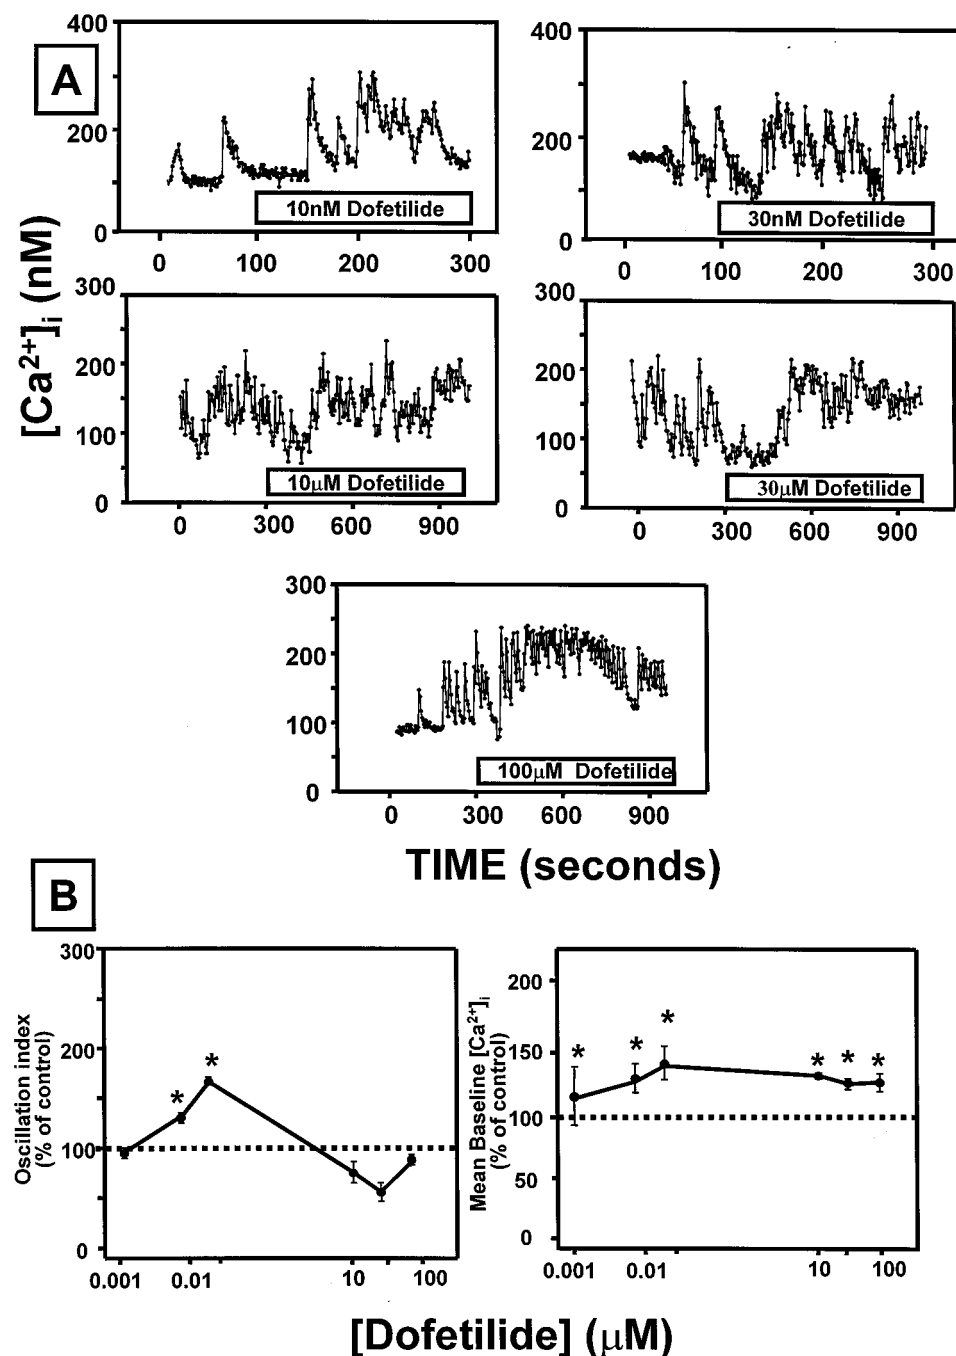 A
[Ca²⁺]ᵢ (nM)
400
200
100
0
10nM Dofetilide
0 100 200 300
400
300
200
100
0
30nM Dofetilide
0 100 200 300
300
200
100
0
10μM Dofetilide
0 300 600 900
300
200
100
50
0
30μM Dofetilide
0 300 600 900
300
200
100
0
100μM Dofetilide
0 300 600 900
TIME (seconds)
B
Oscillation index
(% of control)
300
200
100
0
* *
0.001 0.01 10 100
Mean Baseline [Ca²⁺]ᵢ
(% of control)
200
150
100
50
0
* * * * * *
0.001 0.01 10 100
[Dofetilide] (μM)